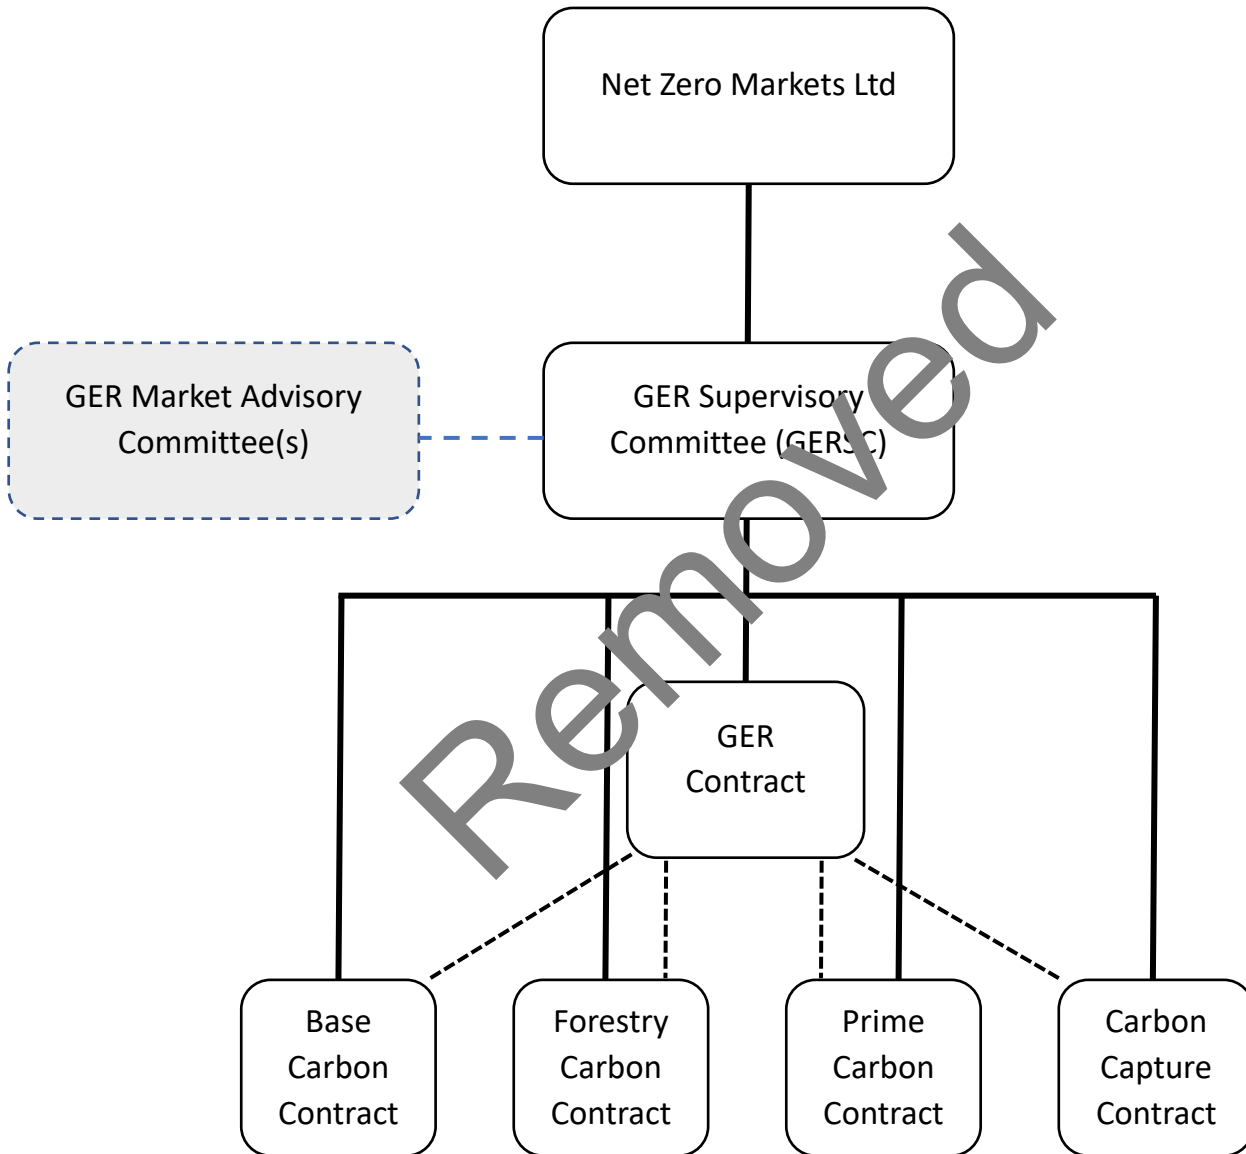 Net Zero Markets Ltd
GER Market Advisory
Committee(s)
GER Supervisory
Committee (GERSC)
Removed
GER
Contract
Base
Carbon
Contract
Forestry
Carbon
Contract
Prime
Carbon
Contract
Carbon
Capture
Contract